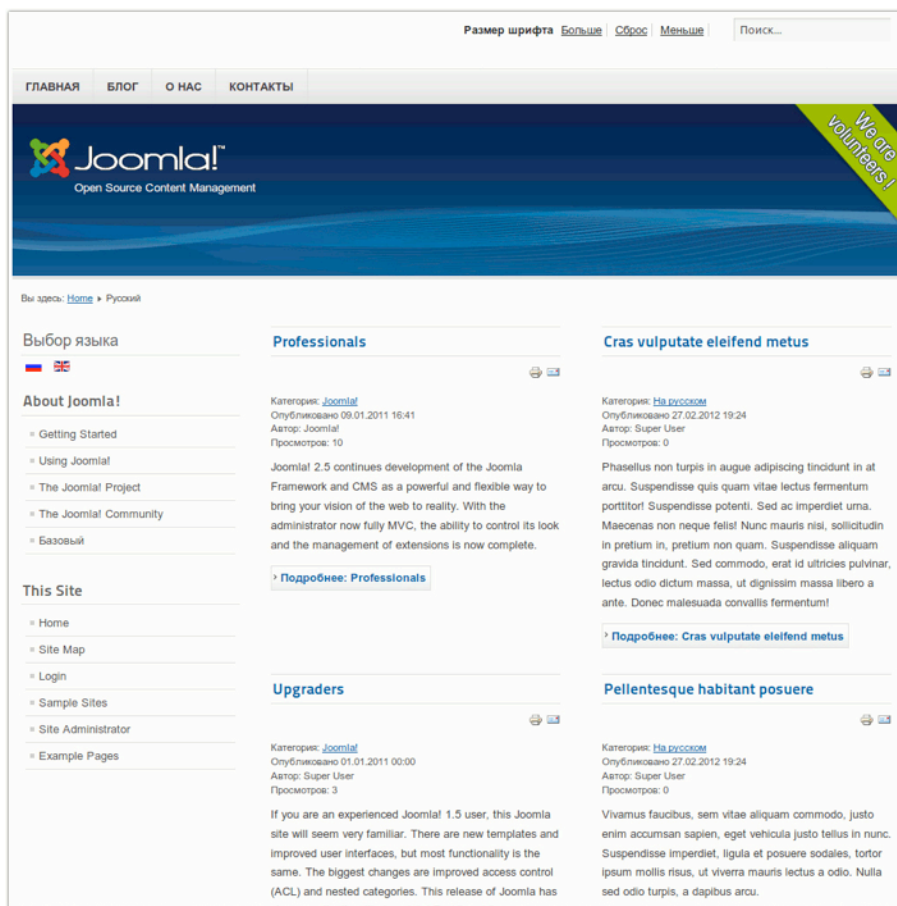 Размер шрифта Больше Сброс Меньше Поиск...
ГЛАВНАЯ БЛОГ О НАС КОНТАКТЫ
Joomla!™
Open Source Content Management
We are
volunteers!
Вы здесь: Home Русский
Выбор языка
About Joomla!
Getting Started
Using Joomla!
The Joomla! Project
The Joomla! Community
Базовый
This Site
Home
Site Map
Login
Sample Sites
Site Administrator
Example Pages
Professionals
Категория: Joomla!
Опубликовано 09.01.2011 16:41
Автор: Joomla!
Просмотров: 10
Joomla! 2.5 continues development of the Joomla
Framework and CMS as a powerful and flexible way to
bring your vision of the web to reality. With the
administrator now fully MVC, the ability to control its look
and the management of extensions is now complete.
Подробнее: Professionals
Cras vulputate eleifend metus
Категория: На русском
Опубликовано 27.02.2012 19:24
Автор: Super User
Просмотров: 0
Phasellus non turpis in augue adipiscing tincidunt in at
arcu. Suspendisse quis quam vitae lectus fermentum
porttitor! Suspendisse potenti. Sed ac imperdiet urna.
Maecenas non neque felis! Nunc mauris nisi, sollicitudin
in pretium in, pretium non quam. Suspendisse aliquam
gravida tincidunt. Sed commodo, erat id ultricies pulvinar,
lectus odio dictum massa, ut dignissim massa libero a
ante. Donec malesuada convallis fermentum!
Подробнее: Cras vulputate eleifend metus
Upgraders
Категория: Joomla!
Опубликовано 01.01.2011 00:00
Автор: Super User
Просмотров: 3
If you are an experienced Joomla! 1.5 user, this Joomla
site will seem very familiar. There are new templates and
improved user interfaces, but most functionality is the
same. The biggest changes are improved access control
(ACL) and nested categories. This release of Joomla has
Pellentesque habitant posuere
Категория: На русском
Опубликовано 27.02.2012 19:24
Автор: Super User
Просмотров: 0
Vivamus faucibus, sem vitae aliquam commodo, justo
enim accumsan sapien, eget vehicula justo tellus in nunc.
Suspendisse imperdiet, ligula et posuere sodales, tortor
ipsum mollis risus, ut viverra mauris lectus a odio. Nulla
sed odio turpis, a dapibus arcu.